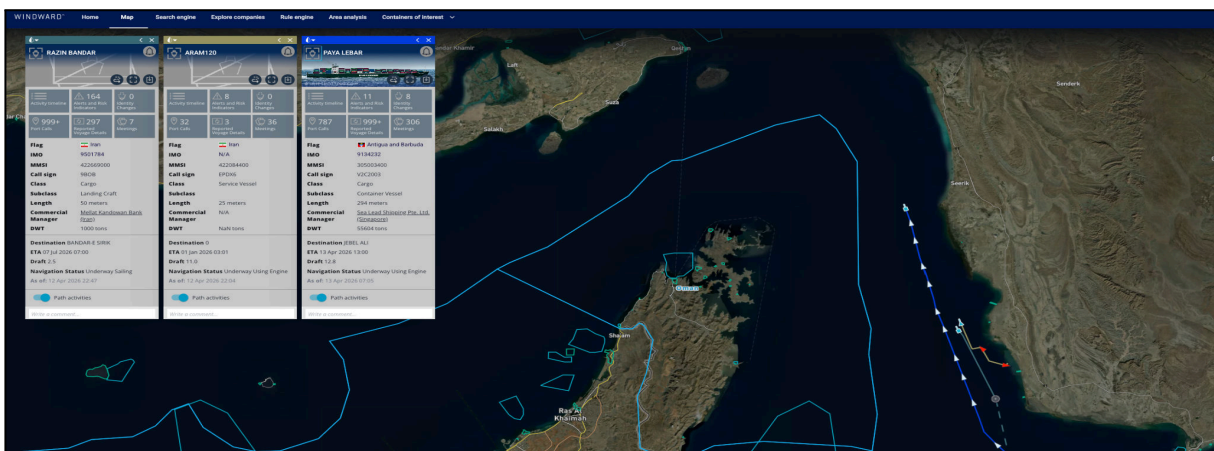 WINDWARD
Home
Map
Search engine
Explore companies
Rule engine
Area analysis
Containers of Interest
RAZIN BANDAR
Activity timeline
164
Alerts and Risk Indicators
0
Identity Changes
999+
Port Calls
297
Reported Voyage Details
7
Meetings
Flag Iran
IMO 9501784
MMSI 422669000
Call sign 9BOB
Class Cargo
Subclass Landing Craft
Length 50 meters
Commercial Manager Mellat Kandowan Bank (Iran)
DWT 1000 tons
Destination BANDAR-E SIRIK
ETA 07 Jul 2026 07:00
Draft 2.5
Navigation Status Underway Sailing
As of: 12 Apr 2026 22:47
Path activities
Write a comment...
ARAM120
Activity timeline
8
Alerts and Risk Indicators
0
Identity Changes
32
Port Calls
3
Reported Voyage Details
36
Meetings
Flag Iran
IMO N/A
MMSI 422084400
Call sign EPDX6
Class Service Vessel
Subclass
Length 25 meters
Commercial Manager N/A
DWT NaN tons
Destination 0
ETA 01 Jan 2026 03:01
Draft 11.0
Navigation Status Underway Using Engine
As of: 12 Apr 2026 22:04
Path activities
Write a comment...
PAYA LEBAR
Activity timeline
11
Alerts and Risk Indicators
8
Identity Changes
787
Port Calls
999+
Reported Voyage Details
306
Meetings
Flag Antigua and Barbuda
IMO 9134232
MMSI 305003400
Call sign V2C2003
Class Cargo
Subclass Container Vessel
Length 294 meters
Commercial Manager Sea Lead Shipping Pte. Ltd. (Singapore)
DWT 55604 tons
Destination JEBEL ALI
ETA 13 Apr 2026 13:00
Draft 12.8
Navigation Status Underway Using Engine
As of: 13 Apr 2026 07:05
Path activities
Write a comment...
Qeshm
Laft
Suza
Salakh
Senderk
Seerik
Oman
Sha'am
Ras Al Khaimah